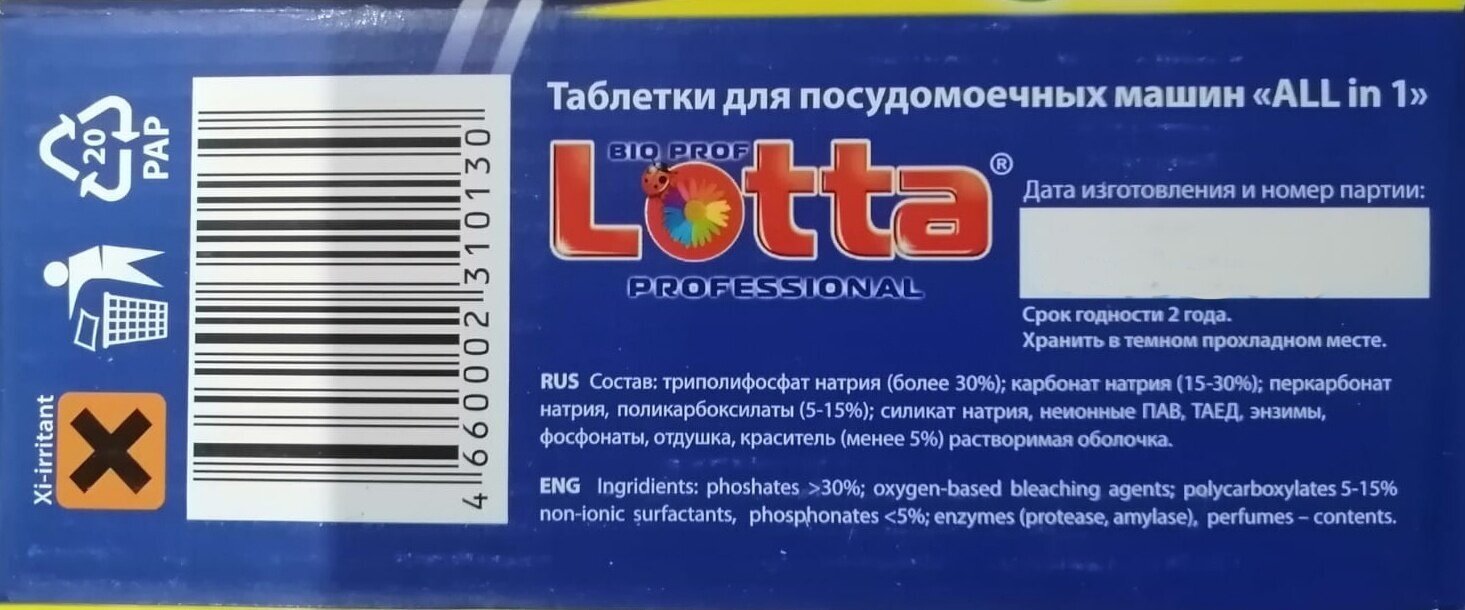 20
PAP
Xi-irritant
4660002310130
Таблетки для посудомоечных машин «ALL in 1»
BIO PROF
Lotta®
PROFESSIONAL
Дата изготовления и номер партии:
Срок годности 2 года.
Хранить в темном прохладном месте.
RUS Состав: триполифосфат натрия (более 30%); карбонат натрия (15-30%); перкарбонат
натрия, поликарбоксилаты (5-15%); силикат натрия, неионные ПАВ, ТАЕД, энзимы,
фосфонаты, отдушка, краситель (менее 5%) растворимая оболочка.
ENG Ingridients: phoshates >30%; oxygen-based bleaching agents; polycarboxylates 5-15%
non-ionic surfactants, phosphonates <5%; enzymes (protease, amylase), perfumes – contents.